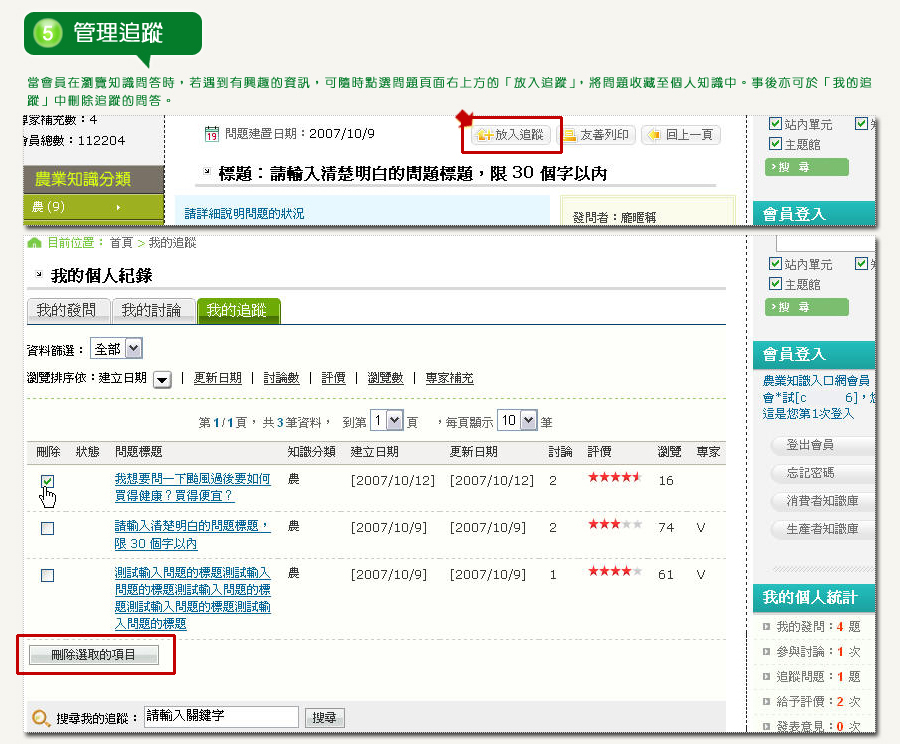 5 管理追蹤
當會員在瀏覽知識問答時，若遇到有興趣的資訊，可隨時點選問題頁面右上方的「放入追蹤」，將問題收藏至個人知識中。事後亦可於「我的追
蹤」中刪除追蹤的問答。
專家補充數：4
會員總數：112204
農業知識分類
農 (9)
19 問題建置日期：2007/10/9
放入追蹤 友善列印 回上一頁
標題：請輸入清楚明白的問題標題，限 30 個字以內
請詳細說明問題的狀況
發問者：龐暱稱
站內單元
主題館
搜 尋
會員登入
目前位置： 首頁 > 我的追蹤
我的個人紀錄
我的發問 我的討論 我的追蹤
資料篩選： 全部
瀏覽排序依：建立日期 | 更新日期 | 討論數 | 評價 | 瀏覽數 | 專家補充
第 1/1 頁， 共 3 筆資料， 到第 1 頁 ，每頁顯示 10 筆
刪除 狀態 問題標題 知識分類 建立日期 更新日期 討論 評價 瀏覽 專家
我想要問一下颱風過後要如何 農 [2007/10/12] [2007/10/12] 2 16
買得健康？買得便宜？
請輸入清楚明白的問題標題， 農 [2007/10/9] [2007/10/9] 2 74 V
限 30 個字以內
測試輸入問題的標題測試輸入 農 [2007/10/9] [2007/10/9] 1 61 V
問題的標題測試輸入問題的標
題測試輸入問題的標題測試輸
入問題的標題
刪除選取的項目
搜尋我的追蹤： 請輸入關鍵字 搜尋
站內單元
主題館
搜 尋
會員登入
農業知識入口網會員
會*試[c 6]，您
這是您第1次登入
登出會員
忘記密碼
消費者知識庫
生產者知識庫
我的個人統計
我的發問：4 題
參與討論：1 次
追蹤問題：1 題
給予評價：2 次
發表意見：0 次